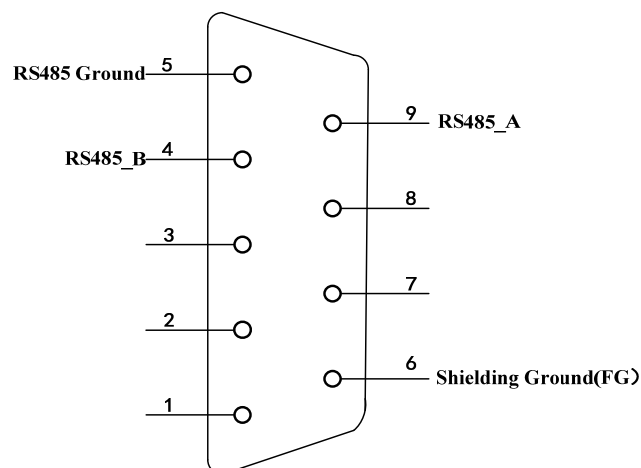 RS485 Ground 5
9 RS485_A
RS485_B 4
8
3
7
2
6 Shielding Ground(FG）
1